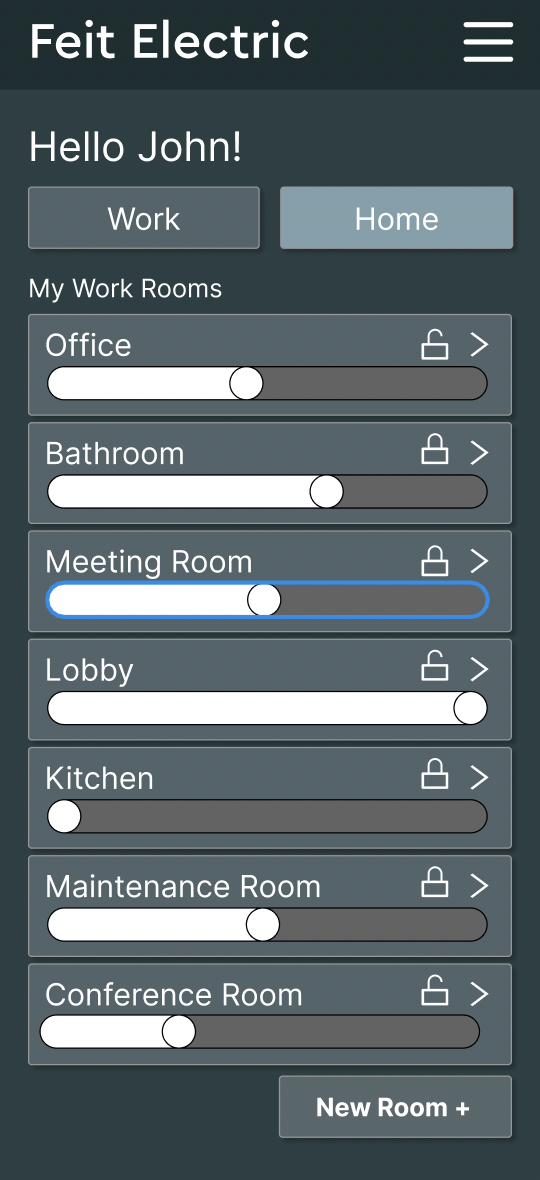 Feit Electric
Hello John!
Work Home
My Work Rooms
Office
Bathroom
Meeting Room
Lobby
Kitchen
Maintenance Room
Conference Room
New Room +